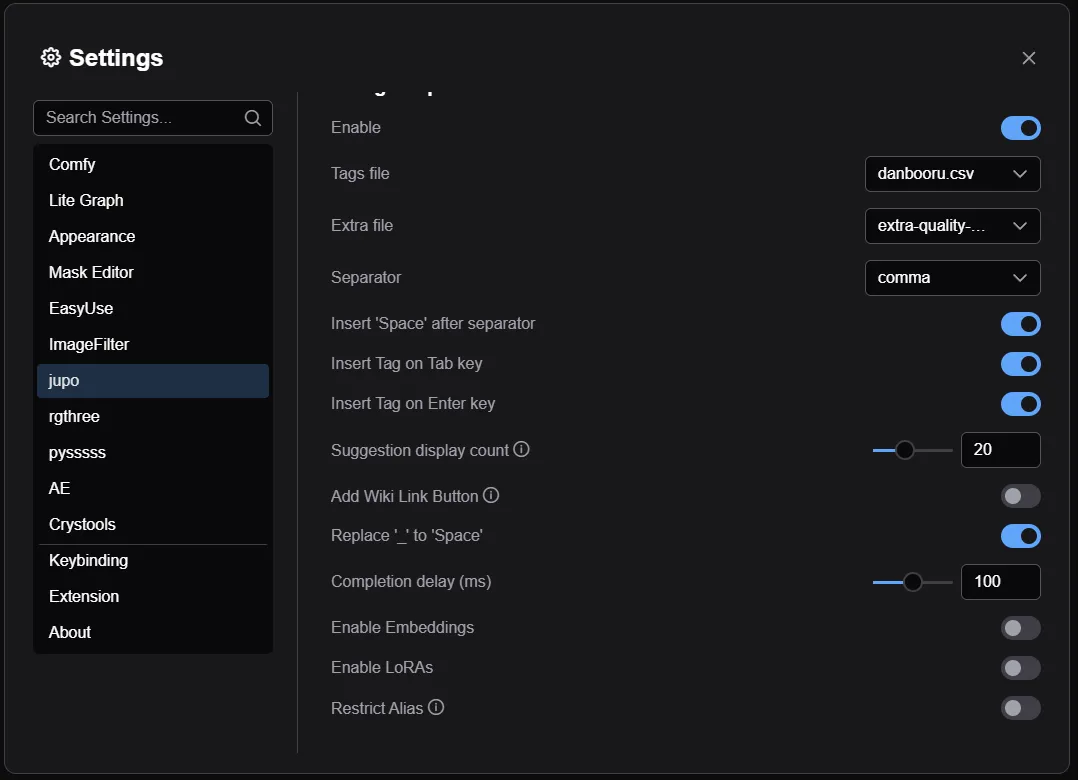 Settings
Search Settings...
Comfy
Lite Graph
Appearance
Mask Editor
EasyUse
ImageFilter
jupo
rgthree
pysssss
AE
Crystools
Keybinding
Extension
About
Enable
Tags file
danbooru.csv
Extra file
extra-quality-...
Separator
comma
Insert 'Space' after separator
Insert Tag on Tab key
Insert Tag on Enter key
Suggestion display count
20
Add Wiki Link Button
Replace '_' to 'Space'
Completion delay (ms)
100
Enable Embeddings
Enable LoRAs
Restrict Alias